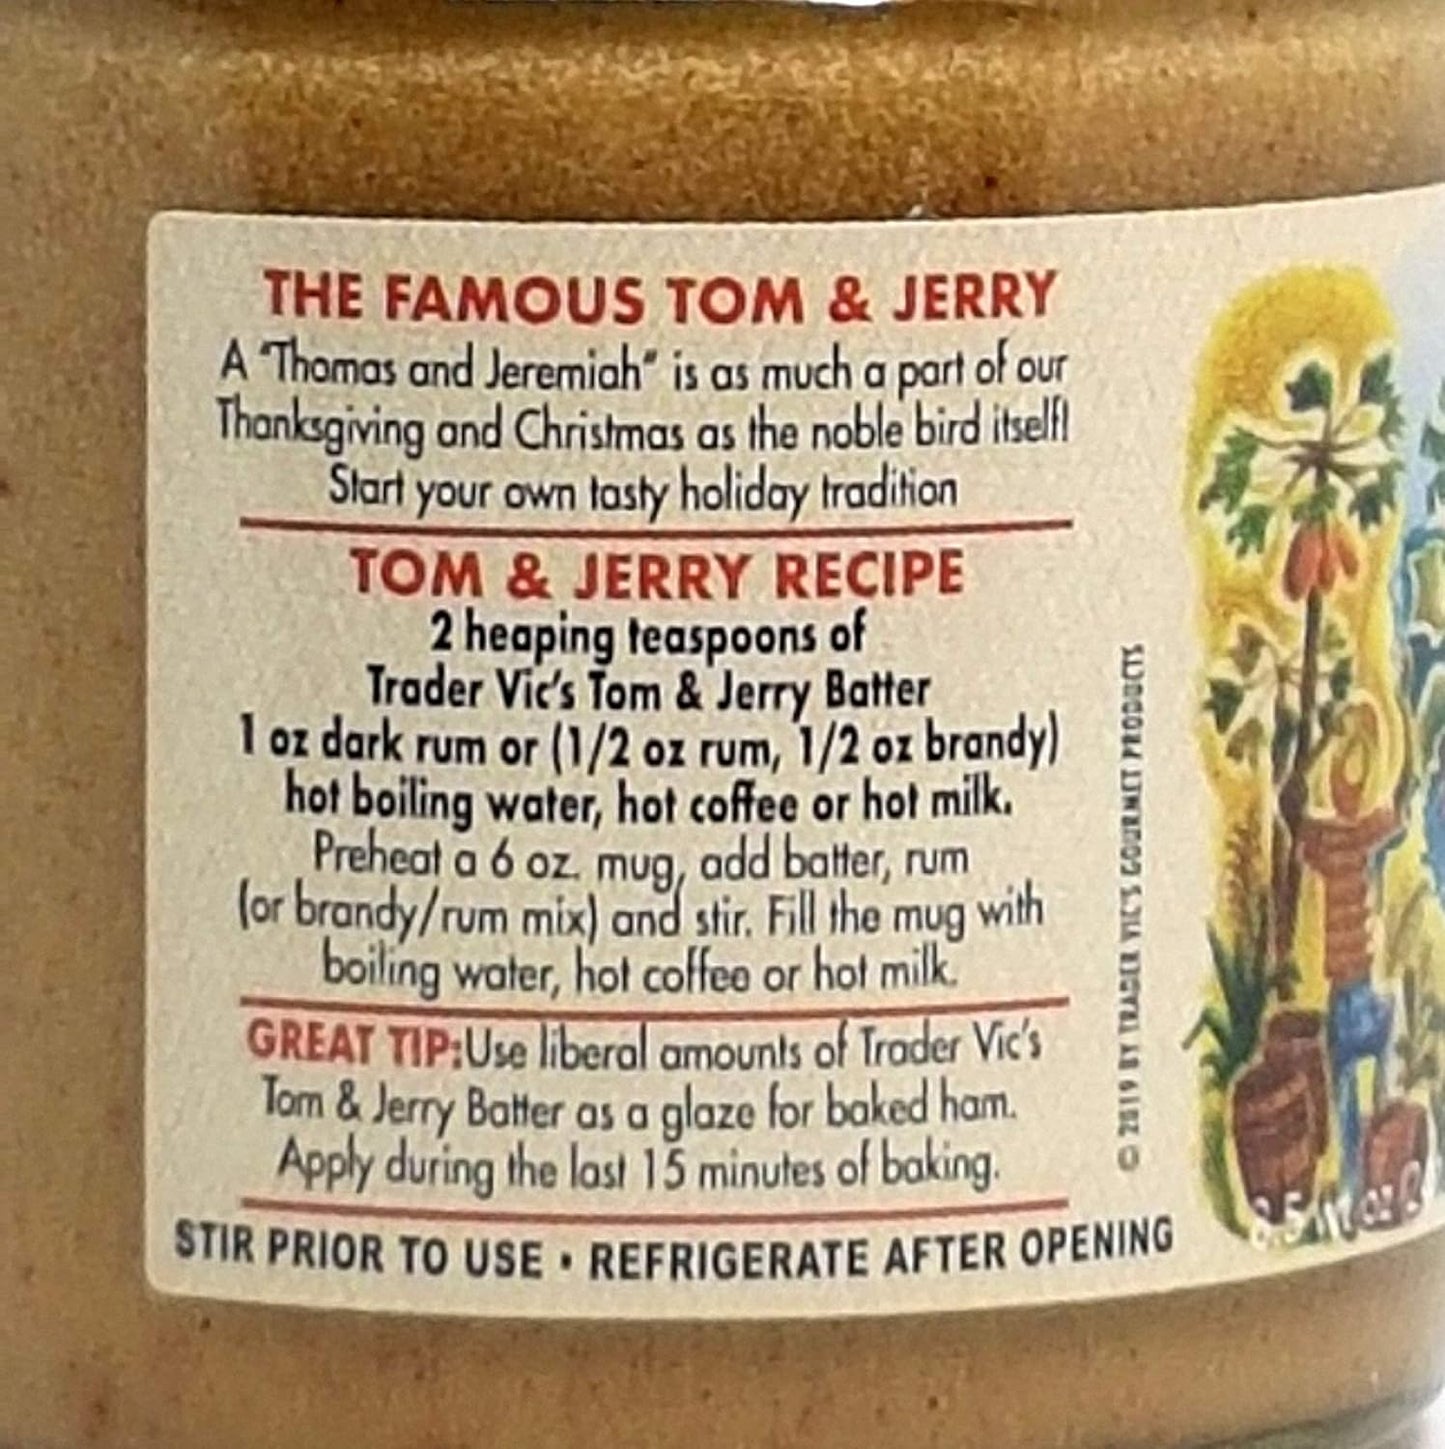 THE FAMOUS TOM & JERRY
A "Thomas and Jeremiah" is as much a part of our
Thanksgiving and Christmas as the noble bird itself!
Start your own tasty holiday tradition
TOM & JERRY RECIPE
2 heaping teaspoons of
Trader Vic's Tom & Jerry Batter
1 oz dark rum or (1/2 oz rum, 1/2 oz brandy)
hot boiling water, hot coffee or hot milk.
Preheat a 6 oz. mug, add batter, rum
(or brandy/rum mix) and stir. Fill the mug with
boiling water, hot coffee or hot milk.
GREAT TIP:Use liberal amounts of Trader Vic's
Tom & Jerry Batter as a glaze for baked ham.
Apply during the last 15 minutes of baking.
STIR PRIOR TO USE • REFRIGERATE AFTER OPENING
© 2019 BY TRADER VIC'S GOURMET PRODUCTS